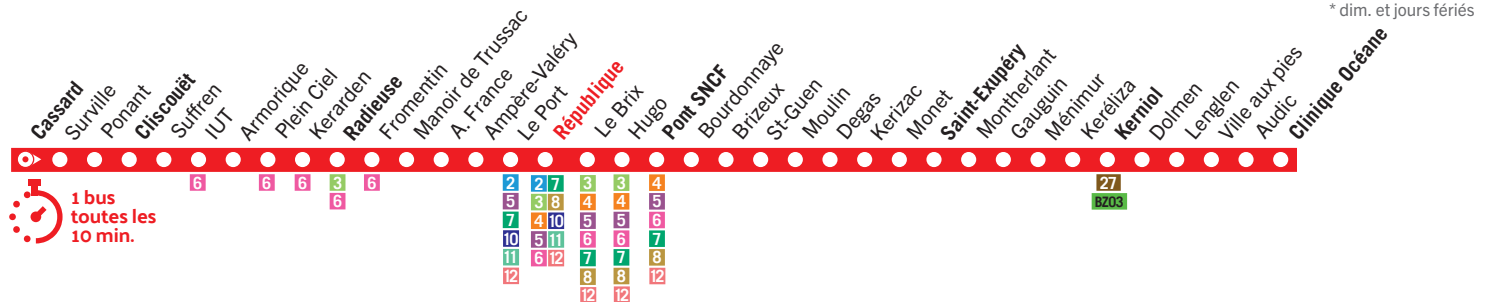 * dim. et jours fériés
Cassard
Surville
Ponant
Cliscouët
Suffren
IUT
Armorique
Plein Ciel
Kerarden
Radieuse
Fromentin
Manoir de Trussac
A. France
Ampère-Valéry
Le Port
République
Le Brix
Hugo
Pont SNCF
Bourdonnaye
Brizeux
St-Guen
Moulin
Degas
Kerizac
Monet
Saint-Exupéry
Montherlant
Gauguin
Ménimur
Keréliza
Kerniol
Dolmen
Lenglen
Ville aux pies
Audic
Clinique Océane
1 bus
toutes les
10 min.
6
6
6
3
6
6
2
5
7
10
11
12
2 7
3 8
4 10
5 11
6 12
3
4
5
6
7
8
12
3
4
5
6
7
8
12
4
5
6
7
8
12
27
BZ03